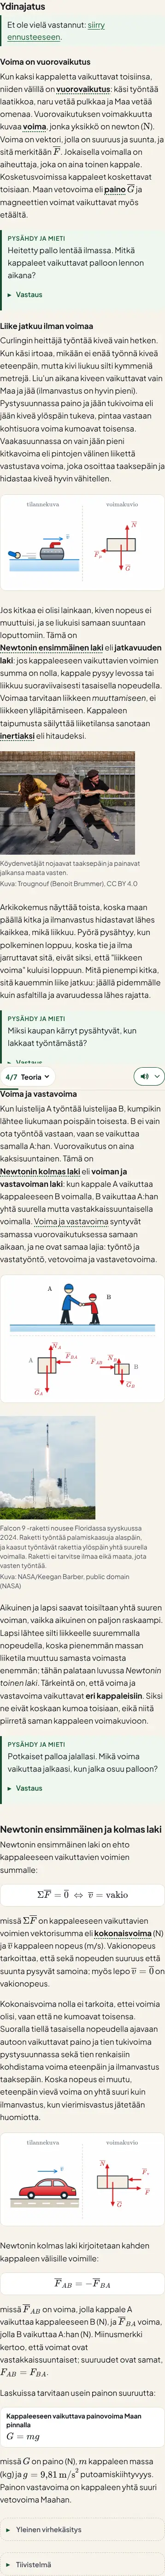 Ydinajatus
Et ole vielä vastannut: siirry
ennusteeseen.
Voima on vuorovaikutus
Kun kaksi kappaletta vaikuttavat toisiinsa,
niiden välillä on vuorovaikutus: käsi työntää
laatikkoa, naru vetää pulkkaa ja Maa vetää
omenaa. Vuorovaikutuksen voimakkuutta
kuvaa voima, jonka yksikkö on newton (N).
Voima on vektori, jolla on suuruus ja suunta, ja
sitä merkitään F. Jokaisella voimalla on
aiheuttaja, joka on aina toinen kappale.
Kosketusvoimissa kappaleet koskettavat
toisiaan. Maan vetovoima eli paino G ja
magneettien voimat vaikuttavat myös
etäältä.
PYSÄHDY JA MIETI
Heitetty pallo lentää ilmassa. Mitkä
kappaleet vaikuttavat palloon lennon
aikana?
▸ Vastaus
Liike jatkuu ilman voimaa
Curlingin heittäjä työntää kiveä vain hetken.
Kun käsi irtoaa, mikään ei enää työnnä kiveä
eteenpäin, mutta kivi liukuu silti kymmeniä
metrejä. Liu'un aikana kiveen vaikuttavat vain
Maa ja jää (ilmanvastus on hyvin pieni).
Pystysuunnassa paino ja jään tukivoima eli
jään kiveä ylöspäin tukeva, pintaa vastaan
kohtisuora voima kumoavat toisensa.
Vaakasuunnassa on vain jään pieni
kitkavoima eli pintojen välinen liikettä
vastustava voima, joka osoittaa taaksepäin ja
hidastaa kiveä hyvin vähitellen.
tilannekuva
voimakuvio
v
N
Fμ
G
Jos kitkaa ei olisi lainkaan, kiven nopeus ei
muuttuisi, ja se liukuisi samaan suuntaan
loputtomiin. Tämä on
Newtonin ensimmäinen laki eli jatkavuuden
laki: jos kappaleeseen vaikuttavien voimien
summa on nolla, kappale pysyy levossa tai
liikkuu suoraviivaisesti tasaisella nopeudella.
Voimaa tarvitaan liikkeen muuttamiseen, ei
liikkeen ylläpitämiseen. Kappaleen
taipumusta säilyttää liiketilansa sanotaan
inertiaksi eli hitaudeksi.
Köydenvetäjät nojaavat taaksepäin ja painavat
jalkansa maata vasten.
Kuva: Trougnouf (Benoit Brummer), CC BY 4.0
Arkikokemus näyttää toista, koska maan
päällä kitka ja ilmanvastus hidastavat lähes
kaikkea, mikä liikkuu. Pyörä pysähtyy, kun
polkeminen loppuu, koska tie ja ilma
jarruttavat sitä, eivät siksi, että "liikkeen
voima" kuluisi loppuun. Mitä pienempi kitka,
sitä kauemmin liike jatkuu: jäällä pidemmälle
kuin asfaltilla ja avaruudessa lähes rajatta.
PYSÄHDY JA MIETI
Miksi kaupan kärryt pysähtyvät, kun
lakkaat työntämästä?
▸ Vastaus
4/7 Teoria
Voima ja vastavoima
Kun luistelija A työntää luistelijaa B, kumpikin
lähtee liukumaan poispäin toisesta. B ei vain
ota työntöä vastaan, vaan se vaikuttaa
samalla A:han. Vuorovaikutus on aina
kaksisuuntainen. Tämä on
Newtonin kolmas laki eli voiman ja
vastavoiman laki: kun kappale A vaikuttaa
kappaleeseen B voimalla, B vaikuttaa A:han
yhtä suurella mutta vastakkaissuuntaisella
voimalla. Voima ja vastavoima syntyvät
samassa vuorovaikutuksessa samaan
aikaan, ja ne ovat samaa lajia: työntö ja
vastatyöntö, vetovoima ja vastavetovoima.
A
B
NA
A
FBA
GA
NB
FAB
B
GB
Falcon 9 -raketti nousee Floridassa syyskuussa
2024. Raketti työntää palamiskaasuja alaspäin,
ja kaasut työntävät rakettia ylöspäin yhtä suurella
voimalla. Raketti ei tarvitse ilmaa eikä maata, jota
vasten työntää.
Kuva: NASA/Keegan Barber, public domain
(NASA)
Aikuinen ja lapsi saavat toisiltaan yhtä suuren
voiman, vaikka aikuinen on paljon raskaampi.
Lapsi lähtee silti liikkeelle suuremmalla
nopeudella, koska pienemmän massan
liiketila muuttuu samasta voimasta
enemmän; tähän palataan luvussa Newtonin
toinen laki. Tärkeintä on, että voima ja
vastavoima vaikuttavat eri kappaleisiin. Siksi
ne eivät koskaan kumoa toisiaan, eikä niitä
piirretä saman kappaleen voimakuvioon.
PYSÄHDY JA MIETI
Potkaiset palloa jalallasi. Mikä voima
vaikuttaa jalkaasi, kun jalka osuu palloon?
▸ Vastaus
Newtonin ensimmäinen ja kolmas laki
Newtonin ensimmäinen laki on ehto
kappaleeseen vaikuttavien voimien
summalle:
ΣF = 0 ⇔ v = vakio
missä ΣF on kappaleeseen vaikuttavien
voimien vektorisumma eli kokonaisvoima (N)
ja v kappaleen nopeus (m/s). Vakionopeus
tarkoittaa, että sekä nopeuden suuruus että
suunta pysyvät samoina; myös lepo v = 0 on
vakionopeus.
Kokonaisvoima nolla ei tarkoita, ettei voimia
olisi, vaan että ne kumoavat toisensa.
Suoralla tiellä tasaisella nopeudella ajavaan
autoon vaikuttavat paino ja tien tukivoima
pystysuunnassa sekä tien renkaisiin
kohdistama voima eteenpäin ja ilmanvastus
taaksepäin. Koska nopeus ei muutu,
eteenpäin vievä voima on yhtä suuri kuin
ilmanvastus, kun vierimisvastus jätetään
huomiotta.
tilannekuva
voimakuvio
v
N
F
G
Newtonin kolmas laki kirjoitetaan kahden
kappaleen välisille voimille:
FAB = −FBA
missä FAB on voima, jolla kappale A
vaikuttaa kappaleeseen B (N), ja FBA voima,
jolla B vaikuttaa A:han (N). Miinusmerkki
kertoo, että voimat ovat
vastakkaissuuntaiset; suuruudet ovat samat,
FAB = FBA.
Laskuissa tarvitaan usein painon suuruutta:
Kappaleeseen vaikuttava painovoima Maan
pinnalla
G = mg
missä G on paino (N), m kappaleen massa
(kg) ja g = 9,81 m/s² putoamiskiihtyvyys.
Painon vastavoima on kappaleen yhtä suuri
vetovoima Maahan.
▸ Yleinen virhekäsitys
▸ Tiivistelmä